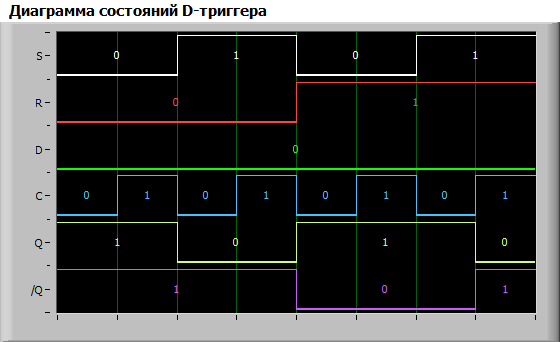 Диаграмма состояний D-триггера
S 0 1 0 1
R 0 1
D 0
C 0 1 0 1 0 1 0 1
Q 1 0 1 0
/Q 1 0 1